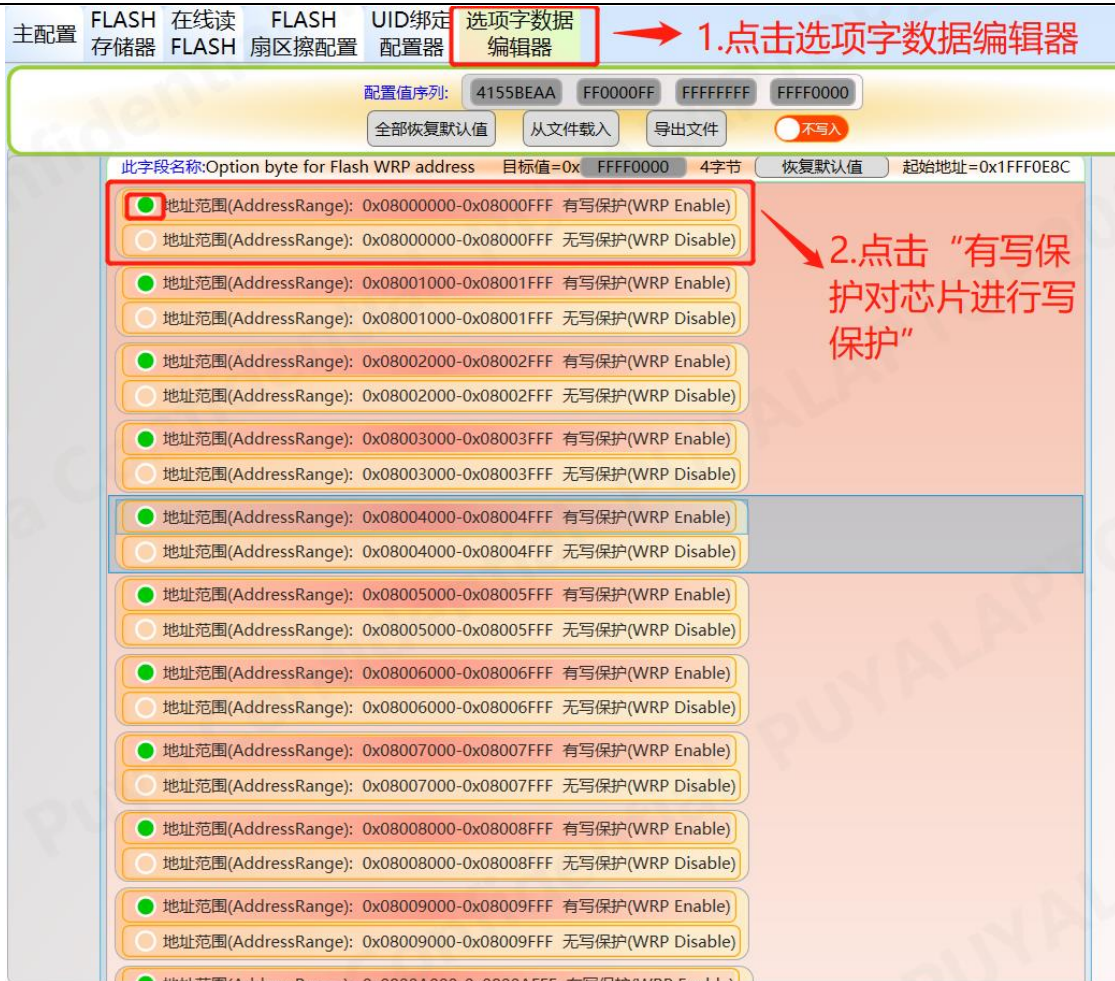 主配置
FLASH
存储器
在线读
FLASH
FLASH
扇区擦配置
UID绑定
配置器
选项字数据
编辑器
1.点击选项字数据编辑器
配置值序列: 4155BEAA FF0000FF FFFFFFFF FFFF0000
全部恢复默认值 从文件载入 导出文件 不写入
此字段名称:Option byte for Flash WRP address 目标值=0x FFFF0000 4字节 恢复默认值 起始地址=0x1FFF0E8C
地址范围(AddressRange): 0x08000000-0x08000FFF 有写保护(WRP Enable)
地址范围(AddressRange): 0x08000000-0x08000FFF 无写保护(WRP Disable)
2.点击“有写保
护对芯片进行写
保护”
地址范围(AddressRange): 0x08001000-0x08001FFF 有写保护(WRP Enable)
地址范围(AddressRange): 0x08001000-0x08001FFF 无写保护(WRP Disable)
地址范围(AddressRange): 0x08002000-0x08002FFF 有写保护(WRP Enable)
地址范围(AddressRange): 0x08002000-0x08002FFF 无写保护(WRP Disable)
地址范围(AddressRange): 0x08003000-0x08003FFF 有写保护(WRP Enable)
地址范围(AddressRange): 0x08003000-0x08003FFF 无写保护(WRP Disable)
地址范围(AddressRange): 0x08004000-0x08004FFF 有写保护(WRP Enable)
地址范围(AddressRange): 0x08004000-0x08004FFF 无写保护(WRP Disable)
地址范围(AddressRange): 0x08005000-0x08005FFF 有写保护(WRP Enable)
地址范围(AddressRange): 0x08005000-0x08005FFF 无写保护(WRP Disable)
地址范围(AddressRange): 0x08006000-0x08006FFF 有写保护(WRP Enable)
地址范围(AddressRange): 0x08006000-0x08006FFF 无写保护(WRP Disable)
地址范围(AddressRange): 0x08007000-0x08007FFF 有写保护(WRP Enable)
地址范围(AddressRange): 0x08007000-0x08007FFF 无写保护(WRP Disable)
地址范围(AddressRange): 0x08008000-0x08008FFF 有写保护(WRP Enable)
地址范围(AddressRange): 0x08008000-0x08008FFF 无写保护(WRP Disable)
地址范围(AddressRange): 0x08009000-0x08009FFF 有写保护(WRP Enable)
地址范围(AddressRange): 0x08009000-0x08009FFF 无写保护(WRP Disable)